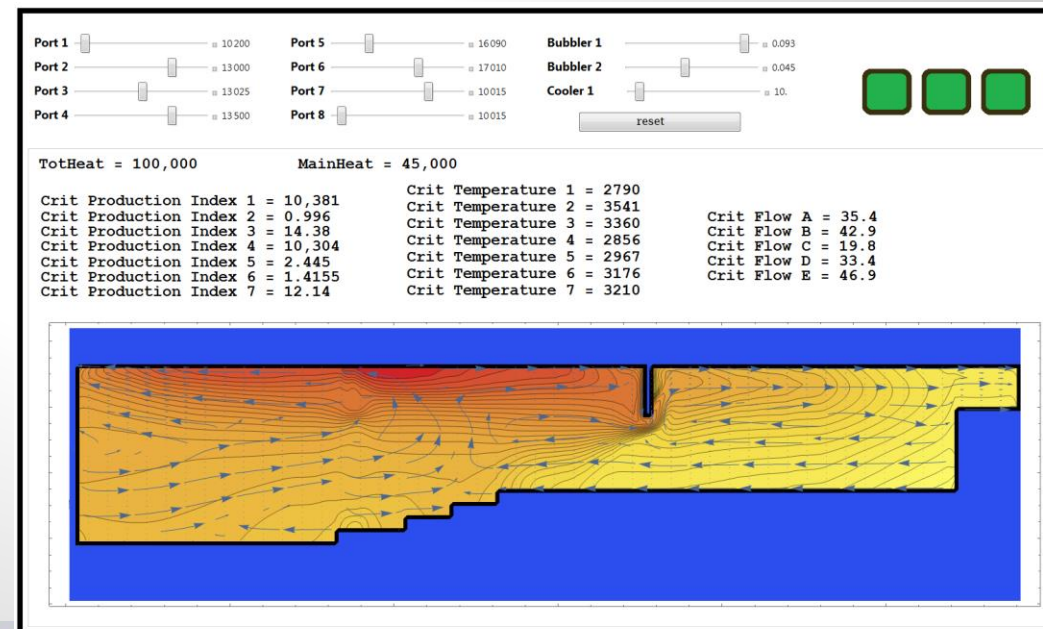 Port 1 10200
Port 2 13000
Port 3 13025
Port 4 13500
Port 5 16090
Port 6 17010
Port 7 10015
Port 8 10015
Bubbler 1 0.093
Bubbler 2 0.045
Cooler 1 10.
reset
TotHeat = 100,000 MainHeat = 45,000
Crit Production Index 1 = 10,381
Crit Production Index 2 = 0.996
Crit Production Index 3 = 14.38
Crit Production Index 4 = 10,304
Crit Production Index 5 = 2.445
Crit Production Index 6 = 1.4155
Crit Production Index 7 = 12.14
Crit Temperature 1 = 2790
Crit Temperature 2 = 3541
Crit Temperature 3 = 3360
Crit Temperature 4 = 2856
Crit Temperature 5 = 2967
Crit Temperature 6 = 3176
Crit Temperature 7 = 3210
Crit Flow A = 35.4
Crit Flow B = 42.9
Crit Flow C = 19.8
Crit Flow D = 33.4
Crit Flow E = 46.9